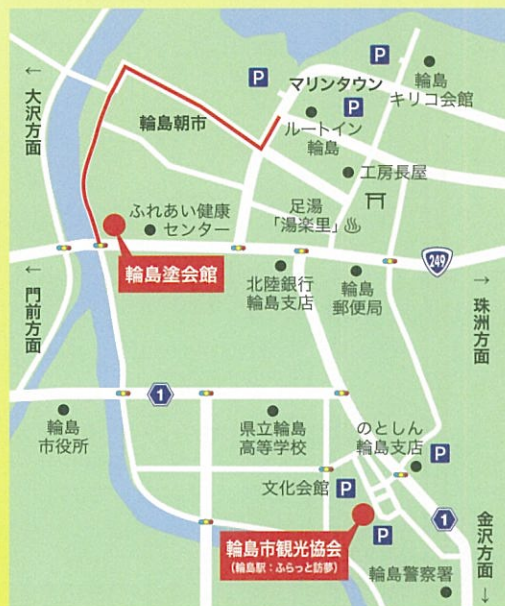 ← 大沢方面
P
P
マリンタウン
P
輪島
キリコ会館
輪島朝市
ルートイン
輪島
工房長屋
ふれあい健康
センター
足湯
「湯楽里」
輪島塗会館
249
← 門前方面
北陸銀行
輪島支店
輪島
郵便局
→ 珠洲方面
1
輪島
市役所
県立輪島
高等学校
のとしん
輪島支店
P
文化会館
P
1
金沢方面 →
輪島市観光協会
(輪島駅:ふらっと訪夢)
P
輪島警察署